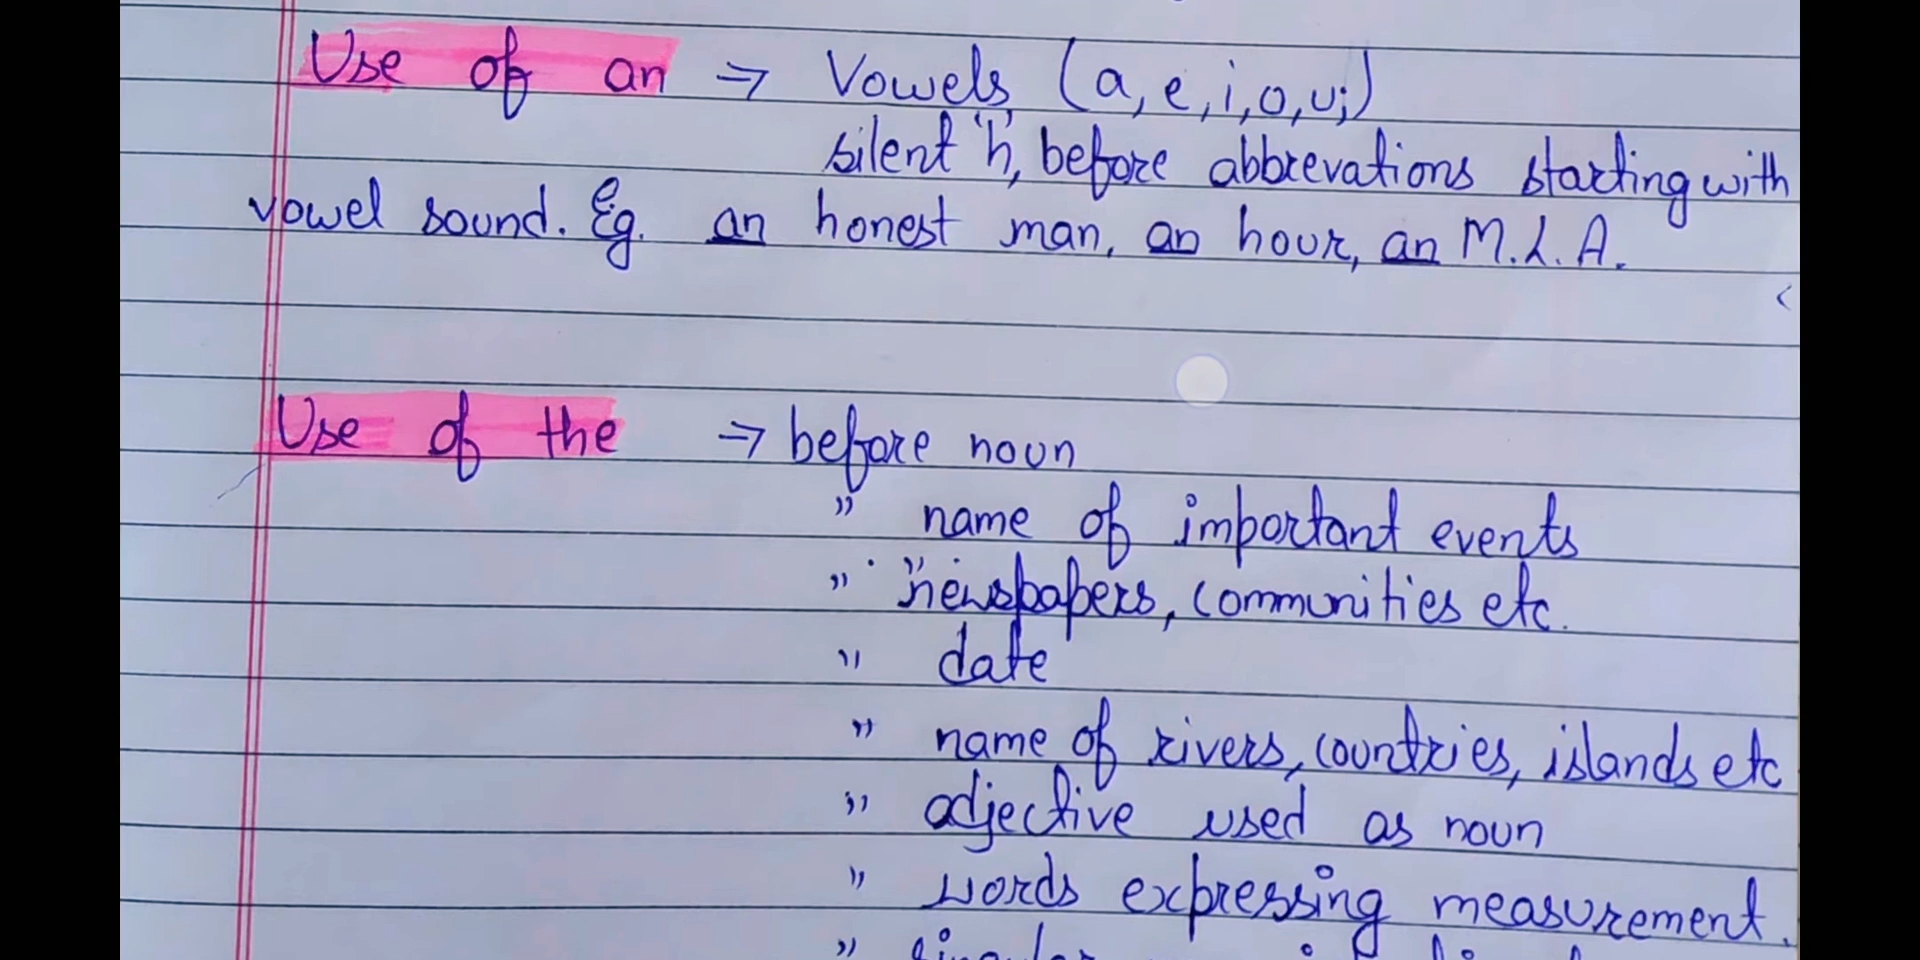 Use of an ⇒ Vowels (a, e, i, o, u;)
silent 'h', before abbrevations starting with
vowel sound. Eg. an honest man, an hour, an M.L.A.
Use of the ⇒ before noun
" name of important events
" " newspapers, communities etc.
" date
" name of rivers, countries, islands etc
" adjective used as noun
" words expressing measurement.
" singular